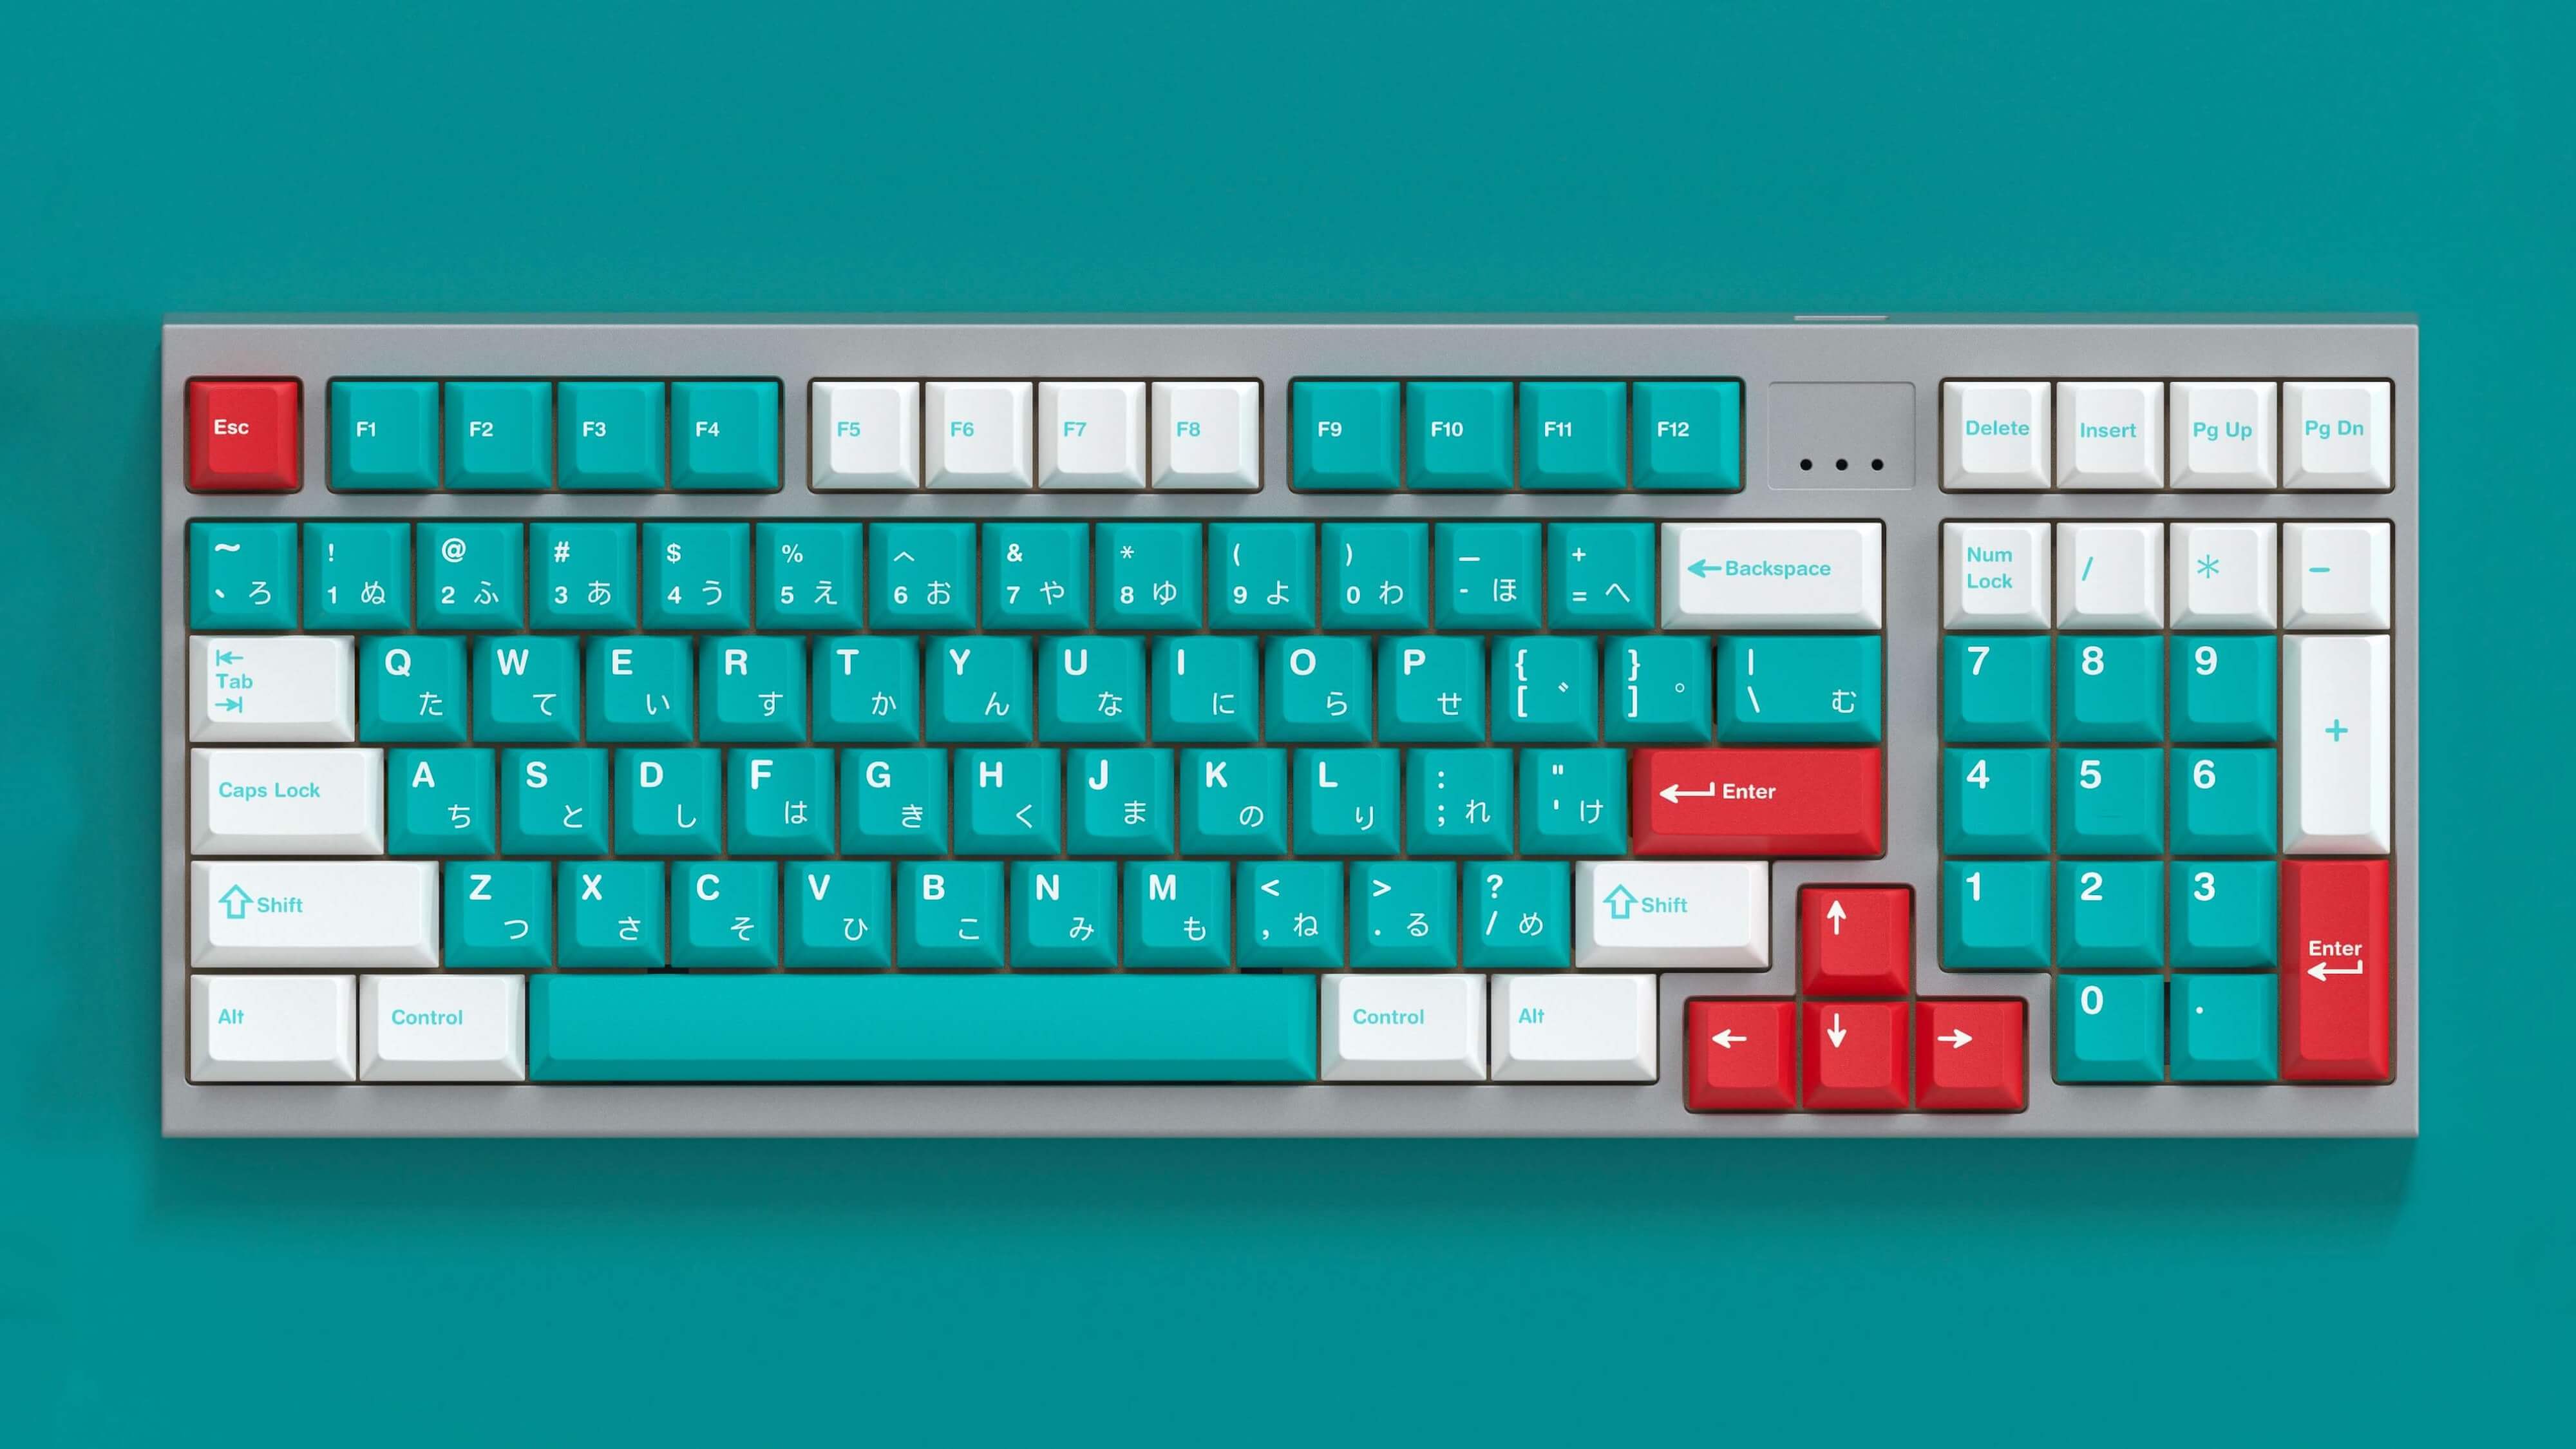 Esc F1 F2 F3 F4 F5 F6 F7 F8 F9 F10 F11 F12 Delete Insert Pg Up Pg Dn
~ ! @ # $ % ^ & * ( ) _ +
` ろ 1 ぬ 2 ふ 3 あ 4 う 5 え 6 お 7 や 8 ゆ 9 よ 0 わ - ほ = へ ← Backspace Num Lock / * -
⇤ Tab ⇥ Q W E R T Y U I O P { } | 7 8 9 +
た て い す か ん な に ら せ [ ゛ ] ゜ \ む
Caps Lock A S D F G H J K L : " ↵ Enter 4 5 6
ち と し は き く ま の り ; れ ' け
⇧ Shift Z X C V B N M < > ? ⇧ Shift ↑ 1 2 3 Enter ↵
つ さ そ ひ こ み も , ね . る / め
Alt Control Control Alt ← ↓ → 0 .